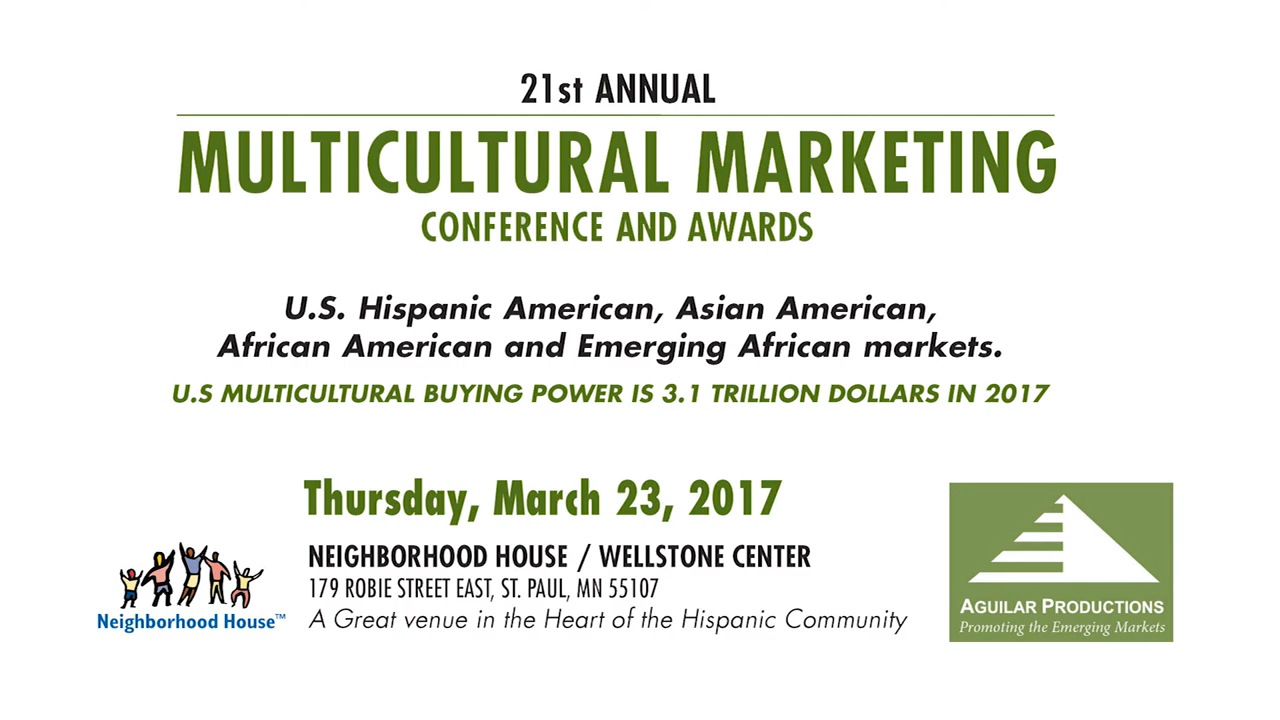 21st ANNUAL
MULTICULTURAL MARKETING
CONFERENCE AND AWARDS
U.S. Hispanic American, Asian American,
African American and Emerging African markets.
U.S MULTICULTURAL BUYING POWER IS 3.1 TRILLION DOLLARS IN 2017
Thursday, March 23, 2017
NEIGHBORHOOD HOUSE / WELLSTONE CENTER
179 ROBIE STREET EAST, ST. PAUL, MN 55107
A Great venue in the Heart of the Hispanic Community
Neighborhood House™
AGUILAR PRODUCTIONS
Promoting the Emerging Markets